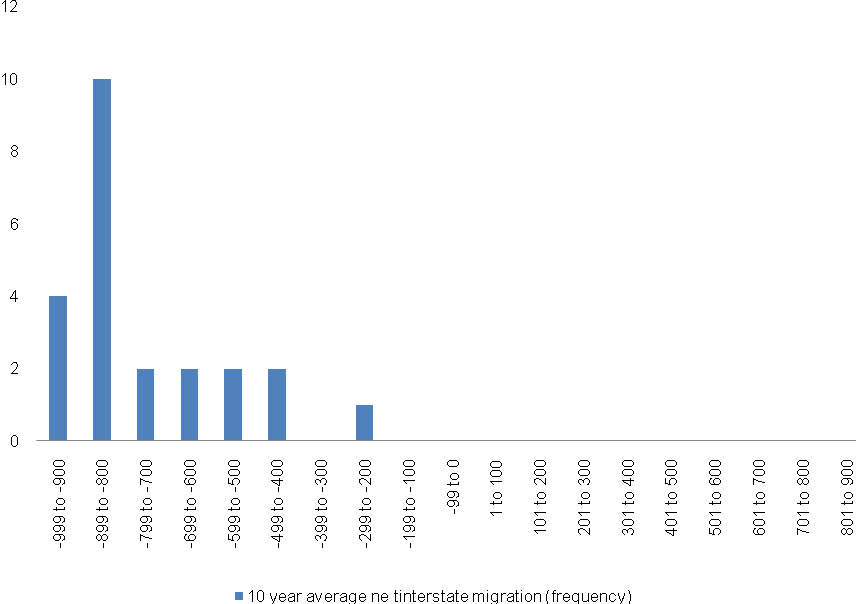 12
10
8
6
4
2
0
-999 to -900
-899 to -800
-799 to -700
-699 to -600
-599 to -500
-499 to -400
-399 to -300
-299 to -200
-199 to -100
-99 to 0
1 to 100
101 to 200
201 to 300
301 to 400
401 to 500
501 to 600
601 to 700
701 to 800
801 to 900
10 year average ne tinterstate migration (frequency)